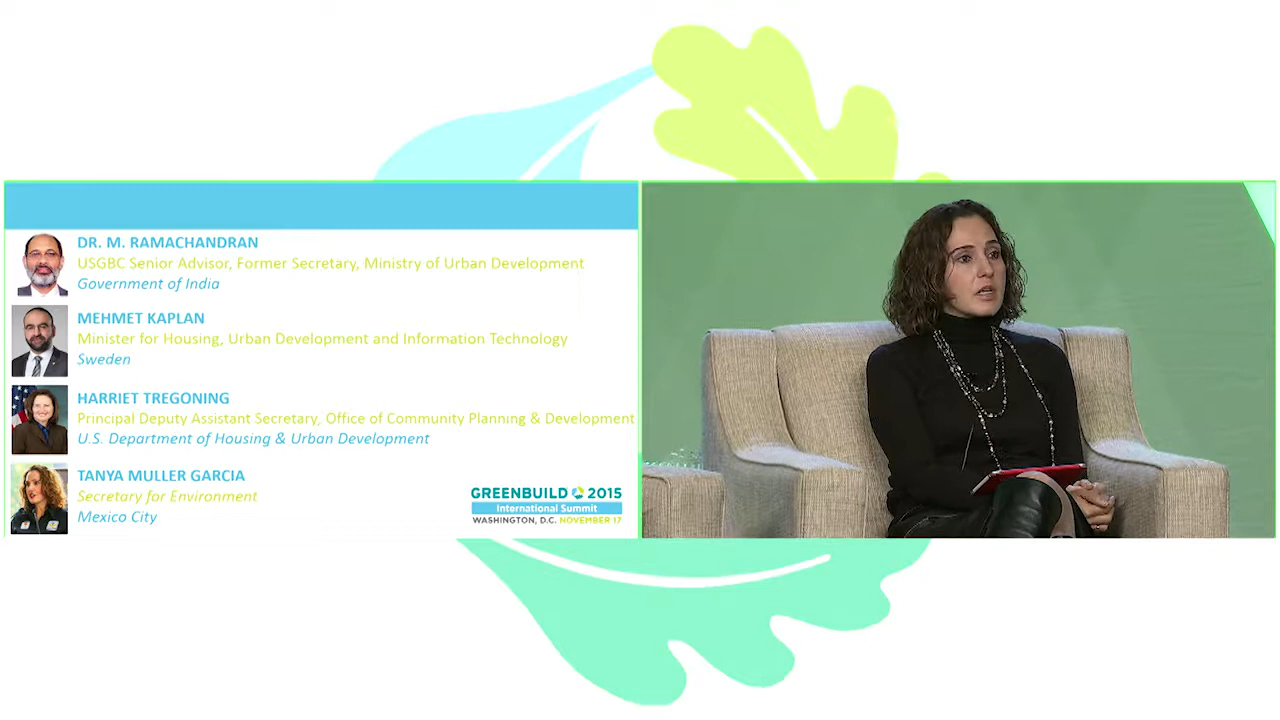 DR. M. RAMACHANDRAN
USGBC Senior Advisor, Former Secretary, Ministry of Urban Development
Government of India
MEHMET KAPLAN
Minister for Housing, Urban Development and Information Technology
Sweden
HARRIET TREGONING
Principal Deputy Assistant Secretary, Office of Community Planning & Development
U.S. Department of Housing & Urban Development
TANYA MULLER GARCIA
Secretary for Environment
Mexico City
GREENBUILD 2015
International Summit
WASHINGTON, D.C. NOVEMBER 17